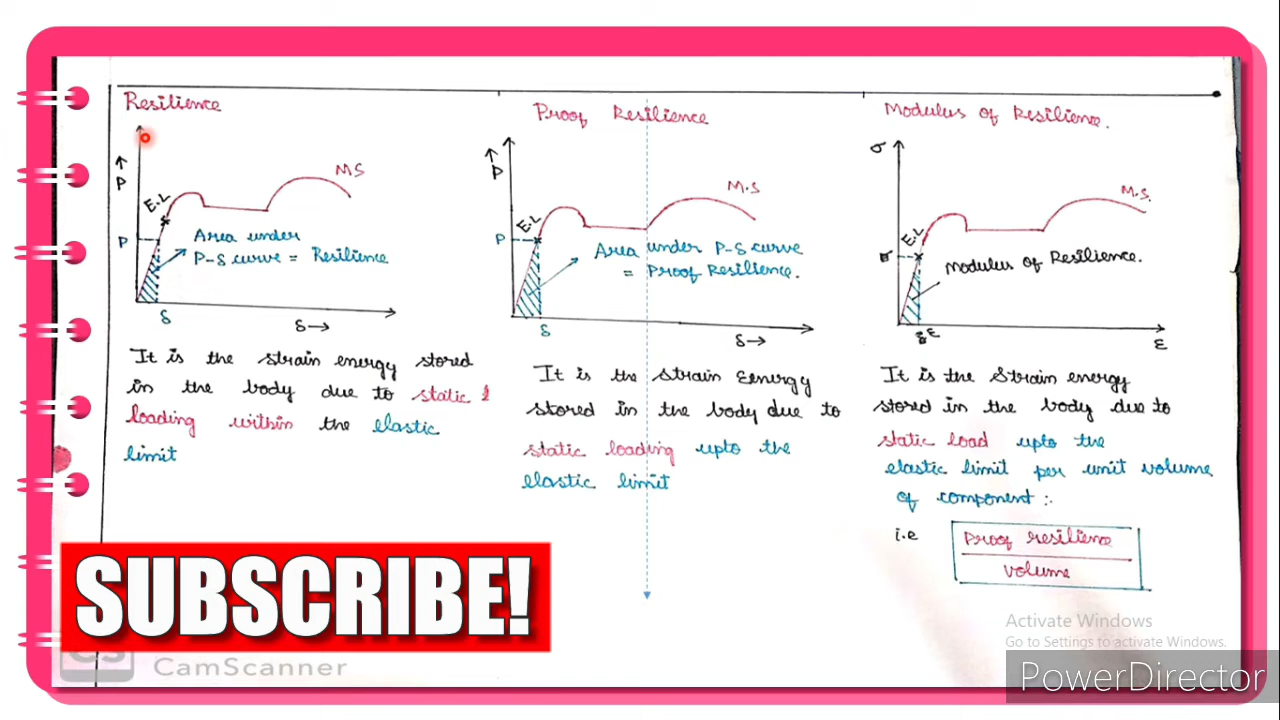 Resilience
↑
P
E.L
MS
P
Area under
P-S curve = Resilience
S
S→
It is the strain energy stored
in the body due to static l
loading within the elastic
limit
Proof Resilience
↑
P
E.L
M.S
P
Area under P-S curve
= Proof Resilience.
S
S→
It is the Strain Eenergy
stored in the body due to
static loading upto the
elastic limit
Modulus of Resilience.
σ
E.L
M.S.
σ
Modulus of Resilience.
ε
ε
It is the Strain energy
stored in the body due to
static load upto the
elastic limit per unit volume
of component :.
i.e
Proof resilience
volume
SUBSCRIBE!
CS
CamScanner
Activate Windows
Go to Settings to activate Windows.
PowerDirector